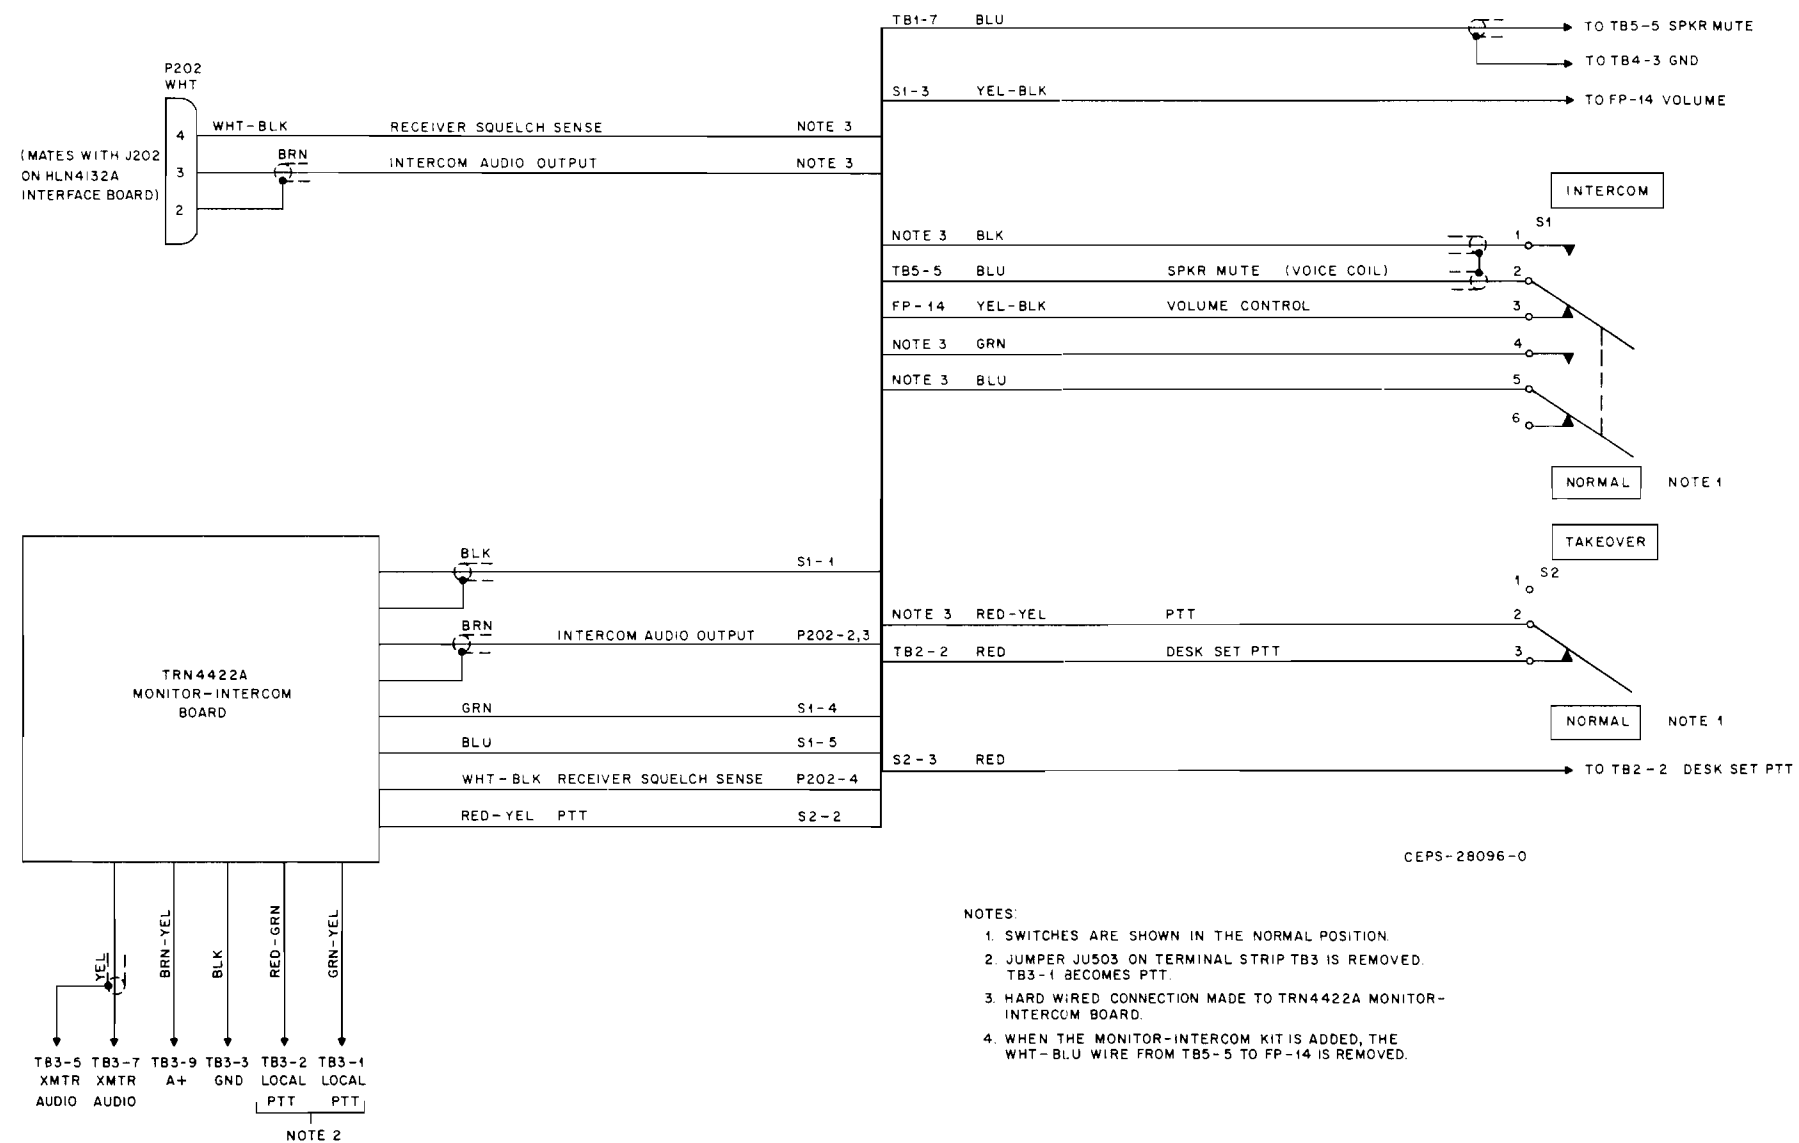 TB1-7 BLU
TO TB5-5 SPKR MUTE
TO TB4-3 GND
S1-3 YEL-BLK
TO FP-14 VOLUME
P202
WHT
4 WHT-BLK RECEIVER SQUELCH SENSE NOTE 3
BRN
3 INTERCOM AUDIO OUTPUT NOTE 3
2
(MATES WITH J202
ON HLN4132A
INTERFACE BOARD)
INTERCOM
S1
NOTE 3 BLK 1
TB5-5 BLU SPKR MUTE (VOICE COIL) 2
FP-14 YEL-BLK VOLUME CONTROL 3
NOTE 3 GRN 4
NOTE 3 BLU 5
6
NORMAL NOTE 1
TAKEOVER
S2
1
NOTE 3 RED-YEL PTT 2
TB2-2 RED DESK SET PTT 3
NORMAL NOTE 1
S2-3 RED
TO TB2-2 DESK SET PTT
TRN4422A
MONITOR-INTERCOM
BOARD
BLK S1-1
BRN INTERCOM AUDIO OUTPUT P202-2,3
GRN S1-4
BLU S1-5
WHT-BLK RECEIVER SQUELCH SENSE P202-4
RED-YEL PTT S2-2
YEL
BRN-YEL
BLK
RED-GRN
GRN-YEL
TB3-5 TB3-7 TB3-9 TB3-3 TB3-2 TB3-1
XMTR XMTR A+ GND LOCAL LOCAL
AUDIO AUDIO PTT PTT
NOTE 2
CEPS-28096-O
NOTES:
1. SWITCHES ARE SHOWN IN THE NORMAL POSITION.
2. JUMPER JU503 ON TERMINAL STRIP TB3 IS REMOVED.
TB3-1 BECOMES PTT.
3. HARD WIRED CONNECTION MADE TO TRN4422A MONITOR-
INTERCOM BOARD.
4. WHEN THE MONITOR-INTERCOM KIT IS ADDED, THE
WHT-BLU WIRE FROM TB5-5 TO FP-14 IS REMOVED.